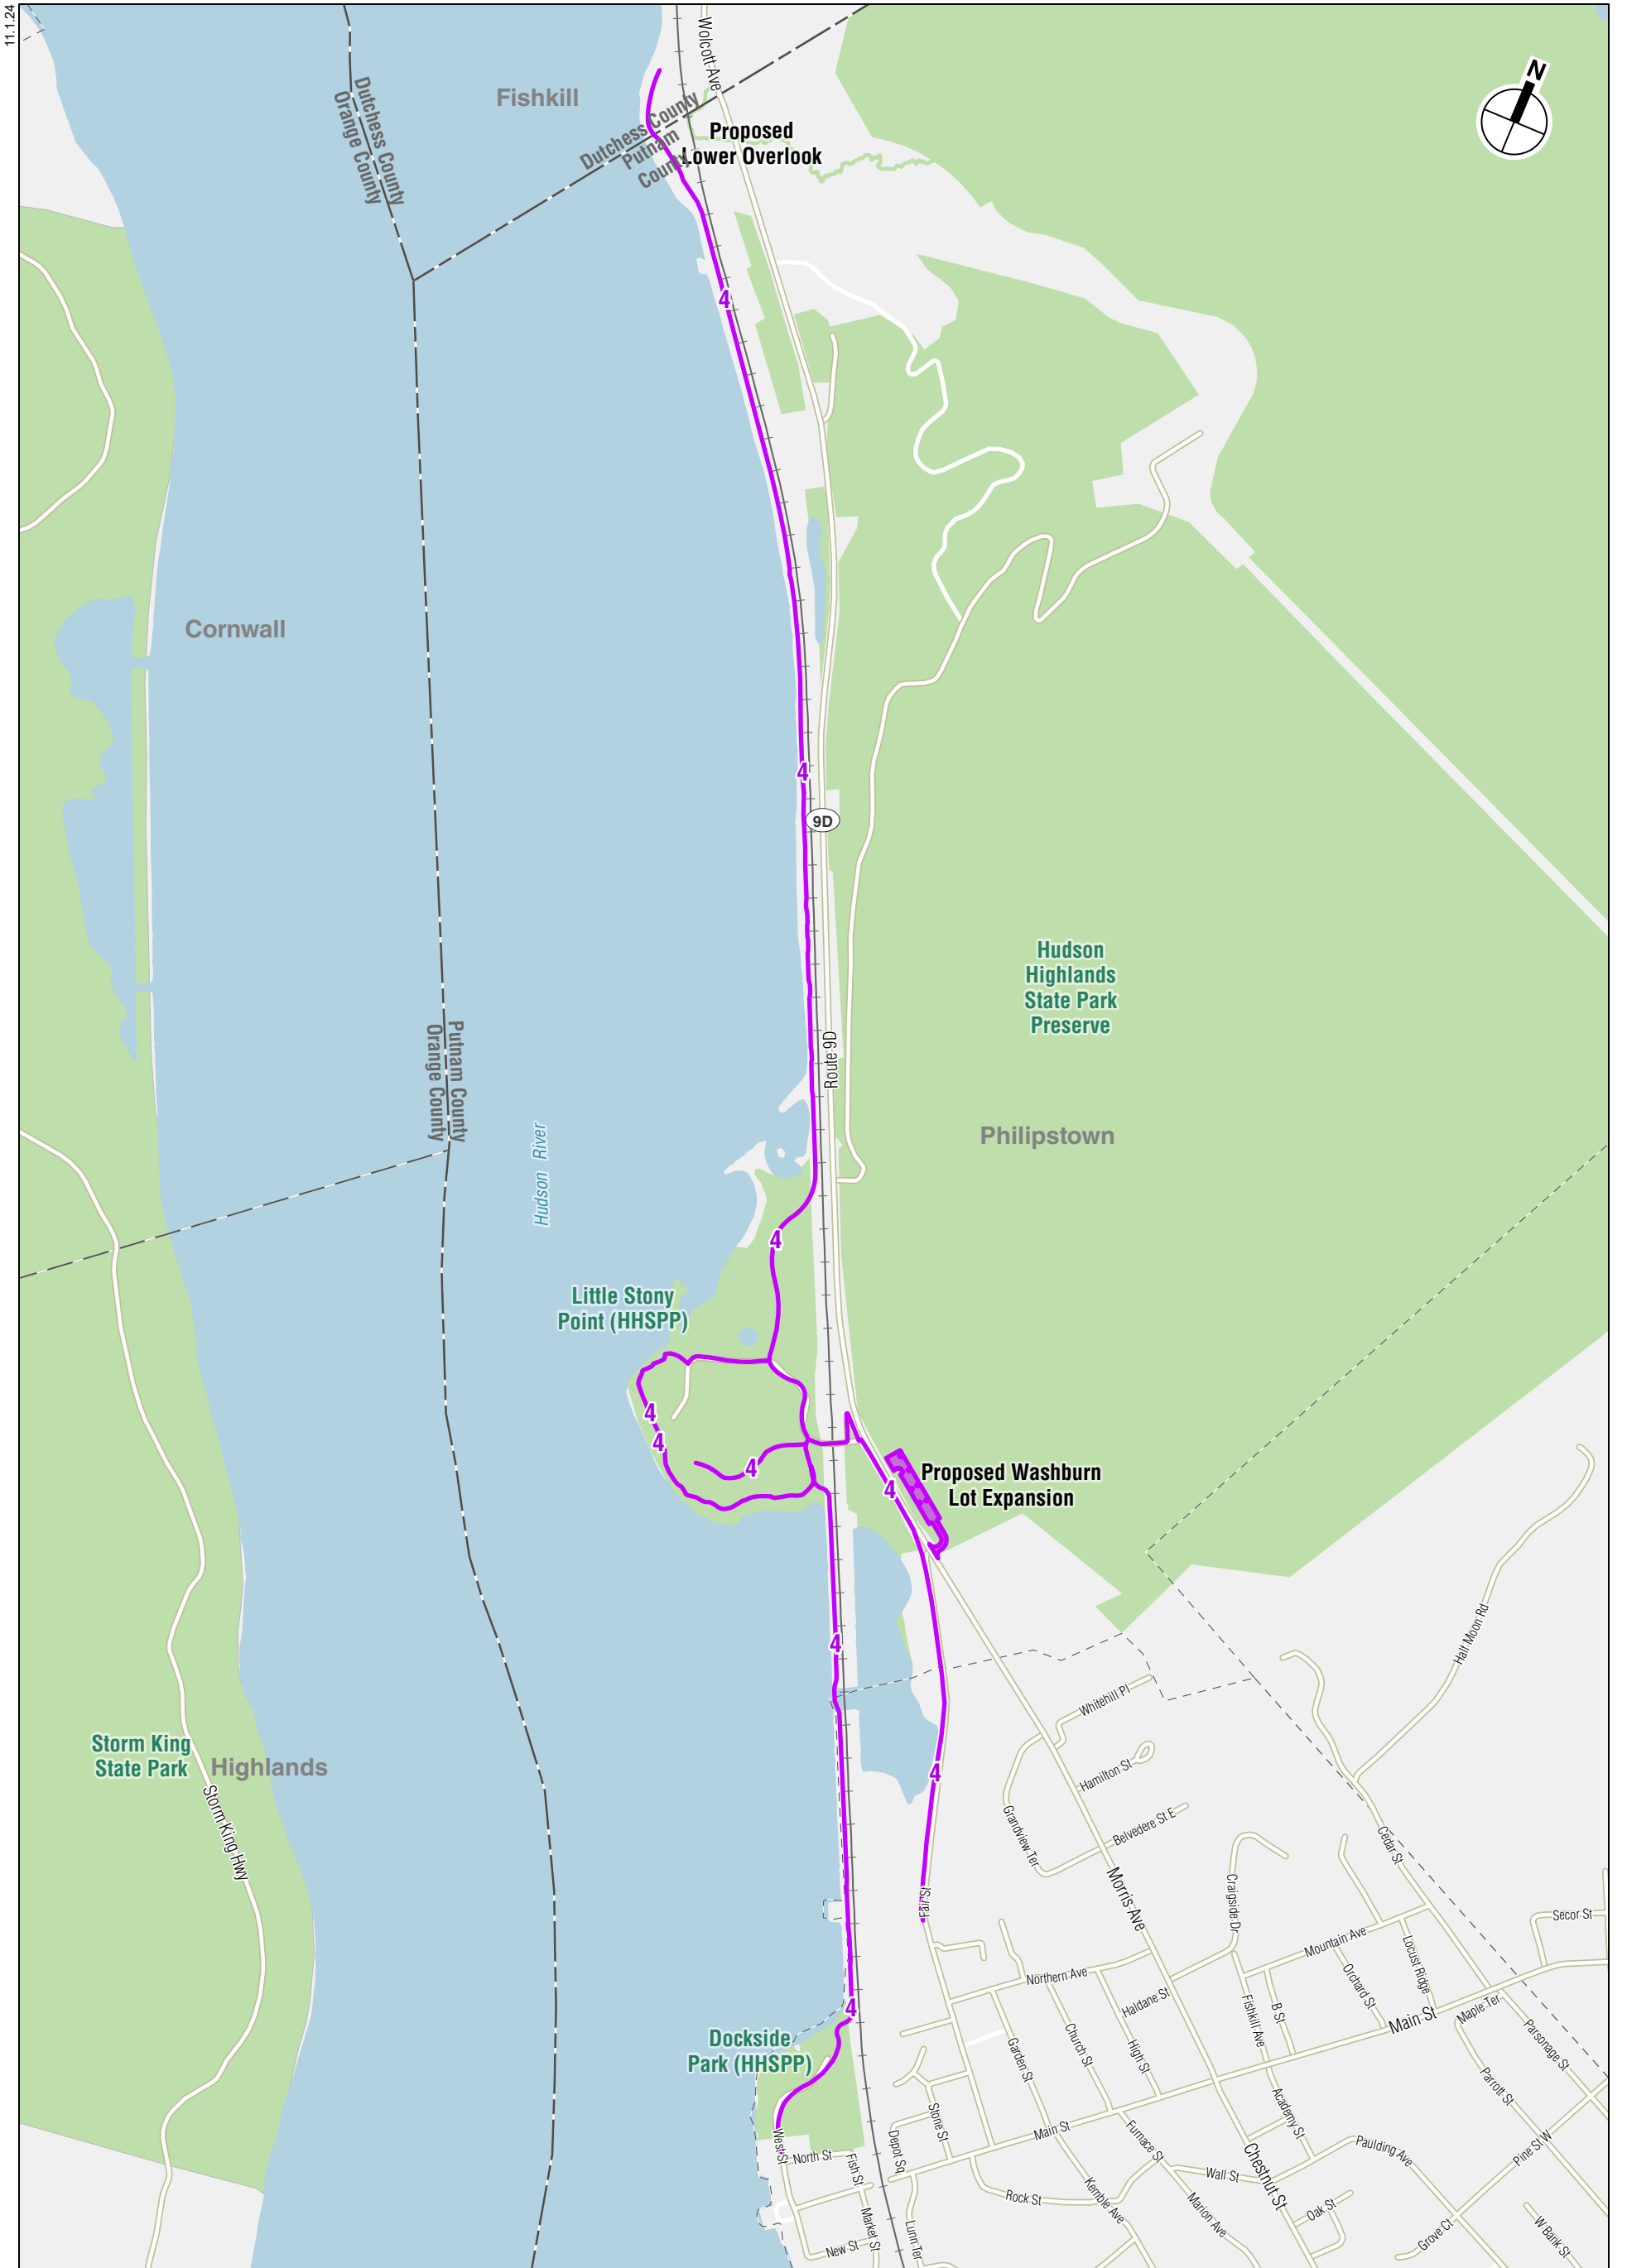 11.1.24
N
Wolcott Ave
Fishkill
Dutchess County
Orange County
Dutchess County
Putnam
County
Proposed
Lower Overlook
4
Cornwall
4
9D
Hudson
Highlands
State Park
Preserve
Route 9D
Putnam County
Orange County
Philipstown
Hudson River
4
Little Stony
Point (HHSPP)
4
4
4
4
Proposed Washburn
Lot Expansion
4
Half Moon Rd
Whitehill Pl
Storm King
State Park
Highlands
4
Hamilton St
Storm King Hwy
Grandview Ter
Belvedere St E
Cedar St
Morris Ave
Fair St
Craigside Dr
Secor St
Mountain Ave
Locust Ridge
Northern Ave
Orchard St
Haldane St
4
Fishkill Ave
B St
Main St
Maple Ter
Dockside
Park (HHSPP)
Garden St
Church St
High St
Parsonage St
Parrott St
Stone St
Academy St
Main St
Furnace St
West St
North St
Fish St
Depot Sq
Paulding Ave
Pine St W
Wall St
Chestnut St
Rock St
Kemble Ave
Marion Ave
Oak St
Market St
Lunn Ter
New St
Grove Ct
W Bank St